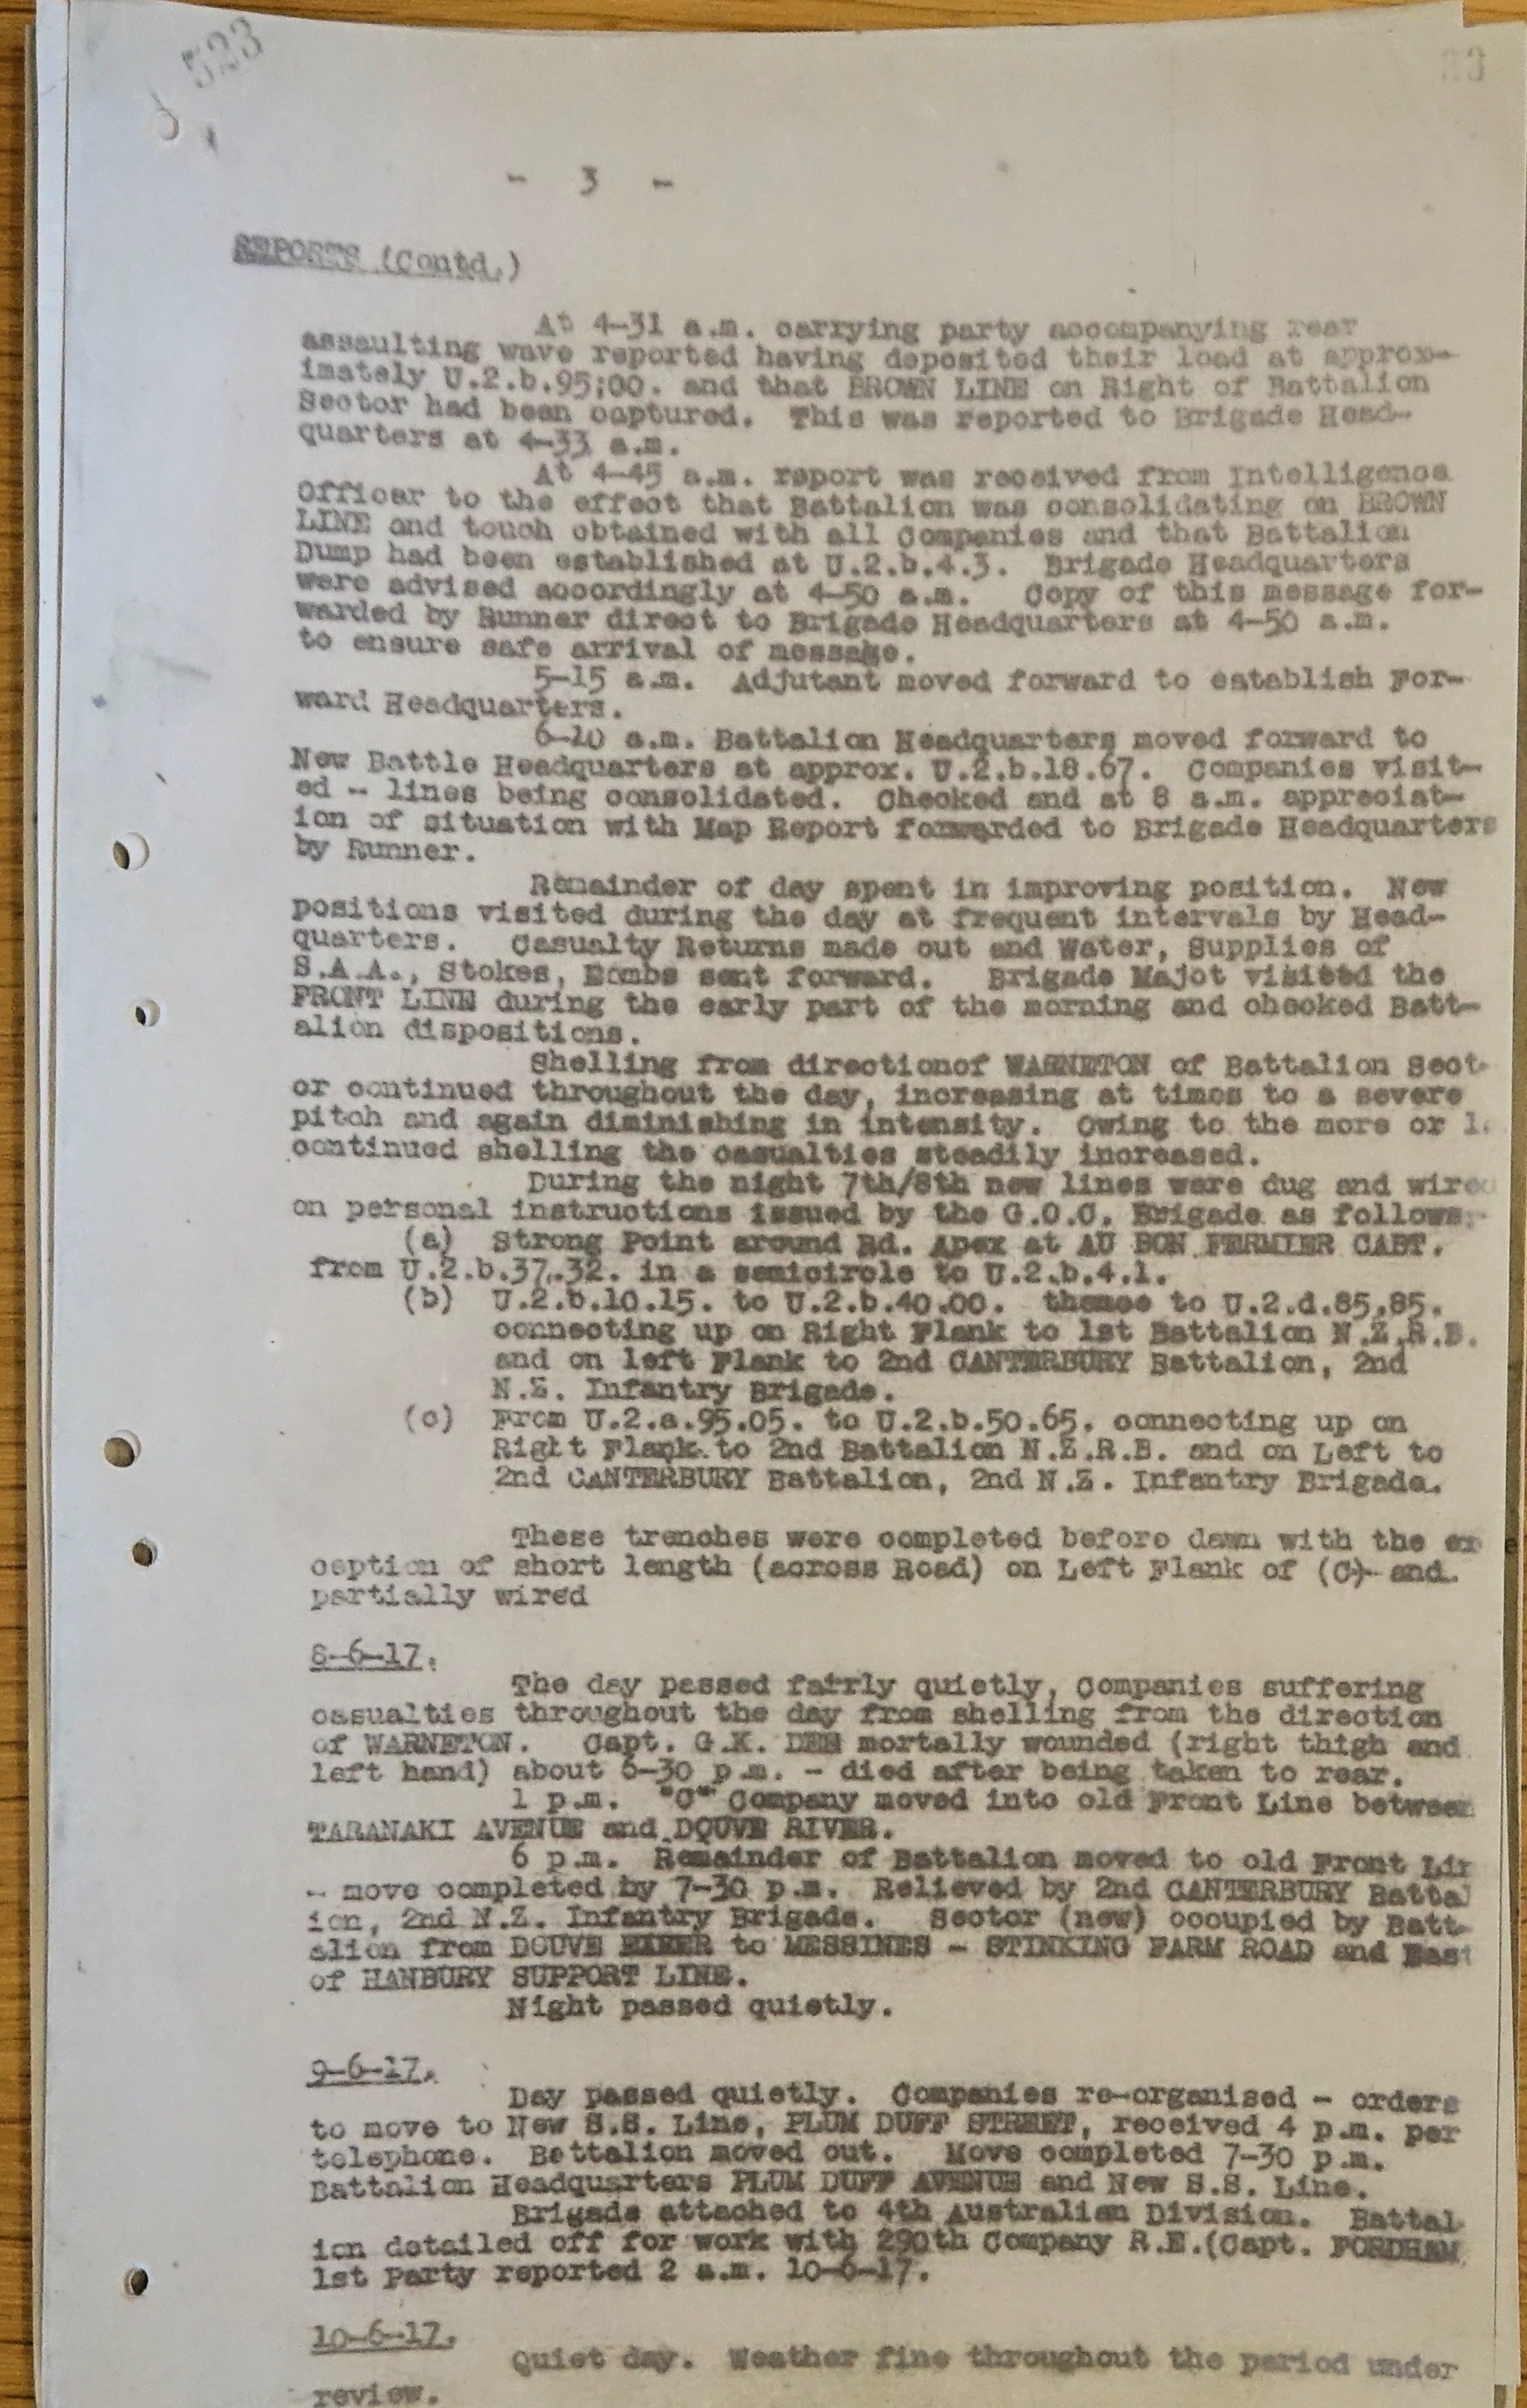 523
83
- 3 -
REPORTS (Contd.)
At 4-31 a.m. carrying party accompanying rear
assaulting wave reported having deposited their load at approx-
imately U.2.b.95;00. and that BROWN LINE on Right of Battalion
Sector had been captured. This was reported to Brigade Head-
quarters at 4-33 a.m.
At 4-45 a.m. report was received from Intelligence
Officer to the effect that Battalion was consolidating on BROWN
LINE and touch obtained with all Companies and that Battalion
Dump had been established at U.2.b.4.3. Brigade Headquarters
were advised accordingly at 4-50 a.m. Copy of this message for-
warded by Runner direct to Brigade Headquarters at 4-50 a.m.
to ensure safe arrival of message.
5-15 a.m. Adjutant moved forward to establish For-
ward Headquarters.
6-10 a.m. Battalion Headquarters moved forward to
New Battle Headquarters at approx. U.2.b.18.67. Companies visit-
ed - lines being consolidated. Checked and at 8 a.m. appreciat-
ion of situation with Map Report forwarded to Brigade Headquarters
by Runner.
Remainder of day spent in improving position. New
positions visited during the day at frequent intervals by Head-
quarters. Casualty Returns made out and Water, Supplies of
S.A.A., Stokes, Bombs sent forward. Brigade Majot visited the
FRONT LINE during the early part of the morning and checked Batt-
alion dispositions.
Shelling from directionof WARNETON of Battalion Sect-
or continued throughout the day, increasing at times to a severe
pitch and again diminishing in intensity. Owing to the more or
continued shelling the casualties steadily increased.
During the night 7th/8th new lines were dug and wired
on personal instructions issued by the G.O.C. Brigade as follows:-
(a) Strong Point around Rd. Apex at AU BON FERMIER CABT.
from U.2.b.37.32. in a semicircle to U.2.b.4.1.
(b) U.2.b.10.15. to U.2.b.40.00. thence to U.2.d.85.85.
connecting up on Right Flank to 1st Battalion N.Z.R.B.
and on left Flank to 2nd CANTERBURY Battalion, 2nd
N.Z. Infantry Brigade.
(c) From U.2.a.95.05. to U.2.b.50.65. connecting up on
Right Flank to 2nd Battalion N.Z.R.B. and on Left to
2nd CANTERBURY Battalion, 2nd N.Z. Infantry Brigade.
These trenches were completed before dawn with the ex
ception of short length (across Road) on Left Flank of (C) and
partially wired
8-6-17.
The day passed fairly quietly, Companies suffering
casualties throughout the day from shelling from the direction
of WARNETON. Capt. G.K. DEE mortally wounded (right thigh and
left hand) about 6-30 p.m. - died after being taken to rear.
1 p.m. "C" Company moved into old Front Line between
TARANAKI AVENUE and DOUVE RIVER.
6 p.m. Remainder of Battalion moved to old Front Lin
- move completed by 7-30 p.m. Relieved by 2nd CANTERBURY Battal
ion, 2nd N.Z. Infantry Brigade. Sector (new) occupied by Batt-
alion from DOUVE RIVER to MESSINES - STINKING FARM ROAD and East
of HANBURY SUPPORT LINE.
Night passed quietly.
9-6-17.
Day passed quietly. Companies re-organised - orders
to move to New S.S. Line, PLUM DUFF STREET, received 4 p.m. per
telephone. Battalion moved out. Move completed 7-30 p.m.
Battalion Headquarters PLUM DUFF AVENUE and New S.S. Line.
Brigade attached to 4th Australian Division. Battal
ion detailed off for work with 290th Company R.E.(Capt. FORDHAM
1st Party reported 2 a.m. 10-6-17.
10-6-17.
Quiet day. Weather fine throughout the period under
review.